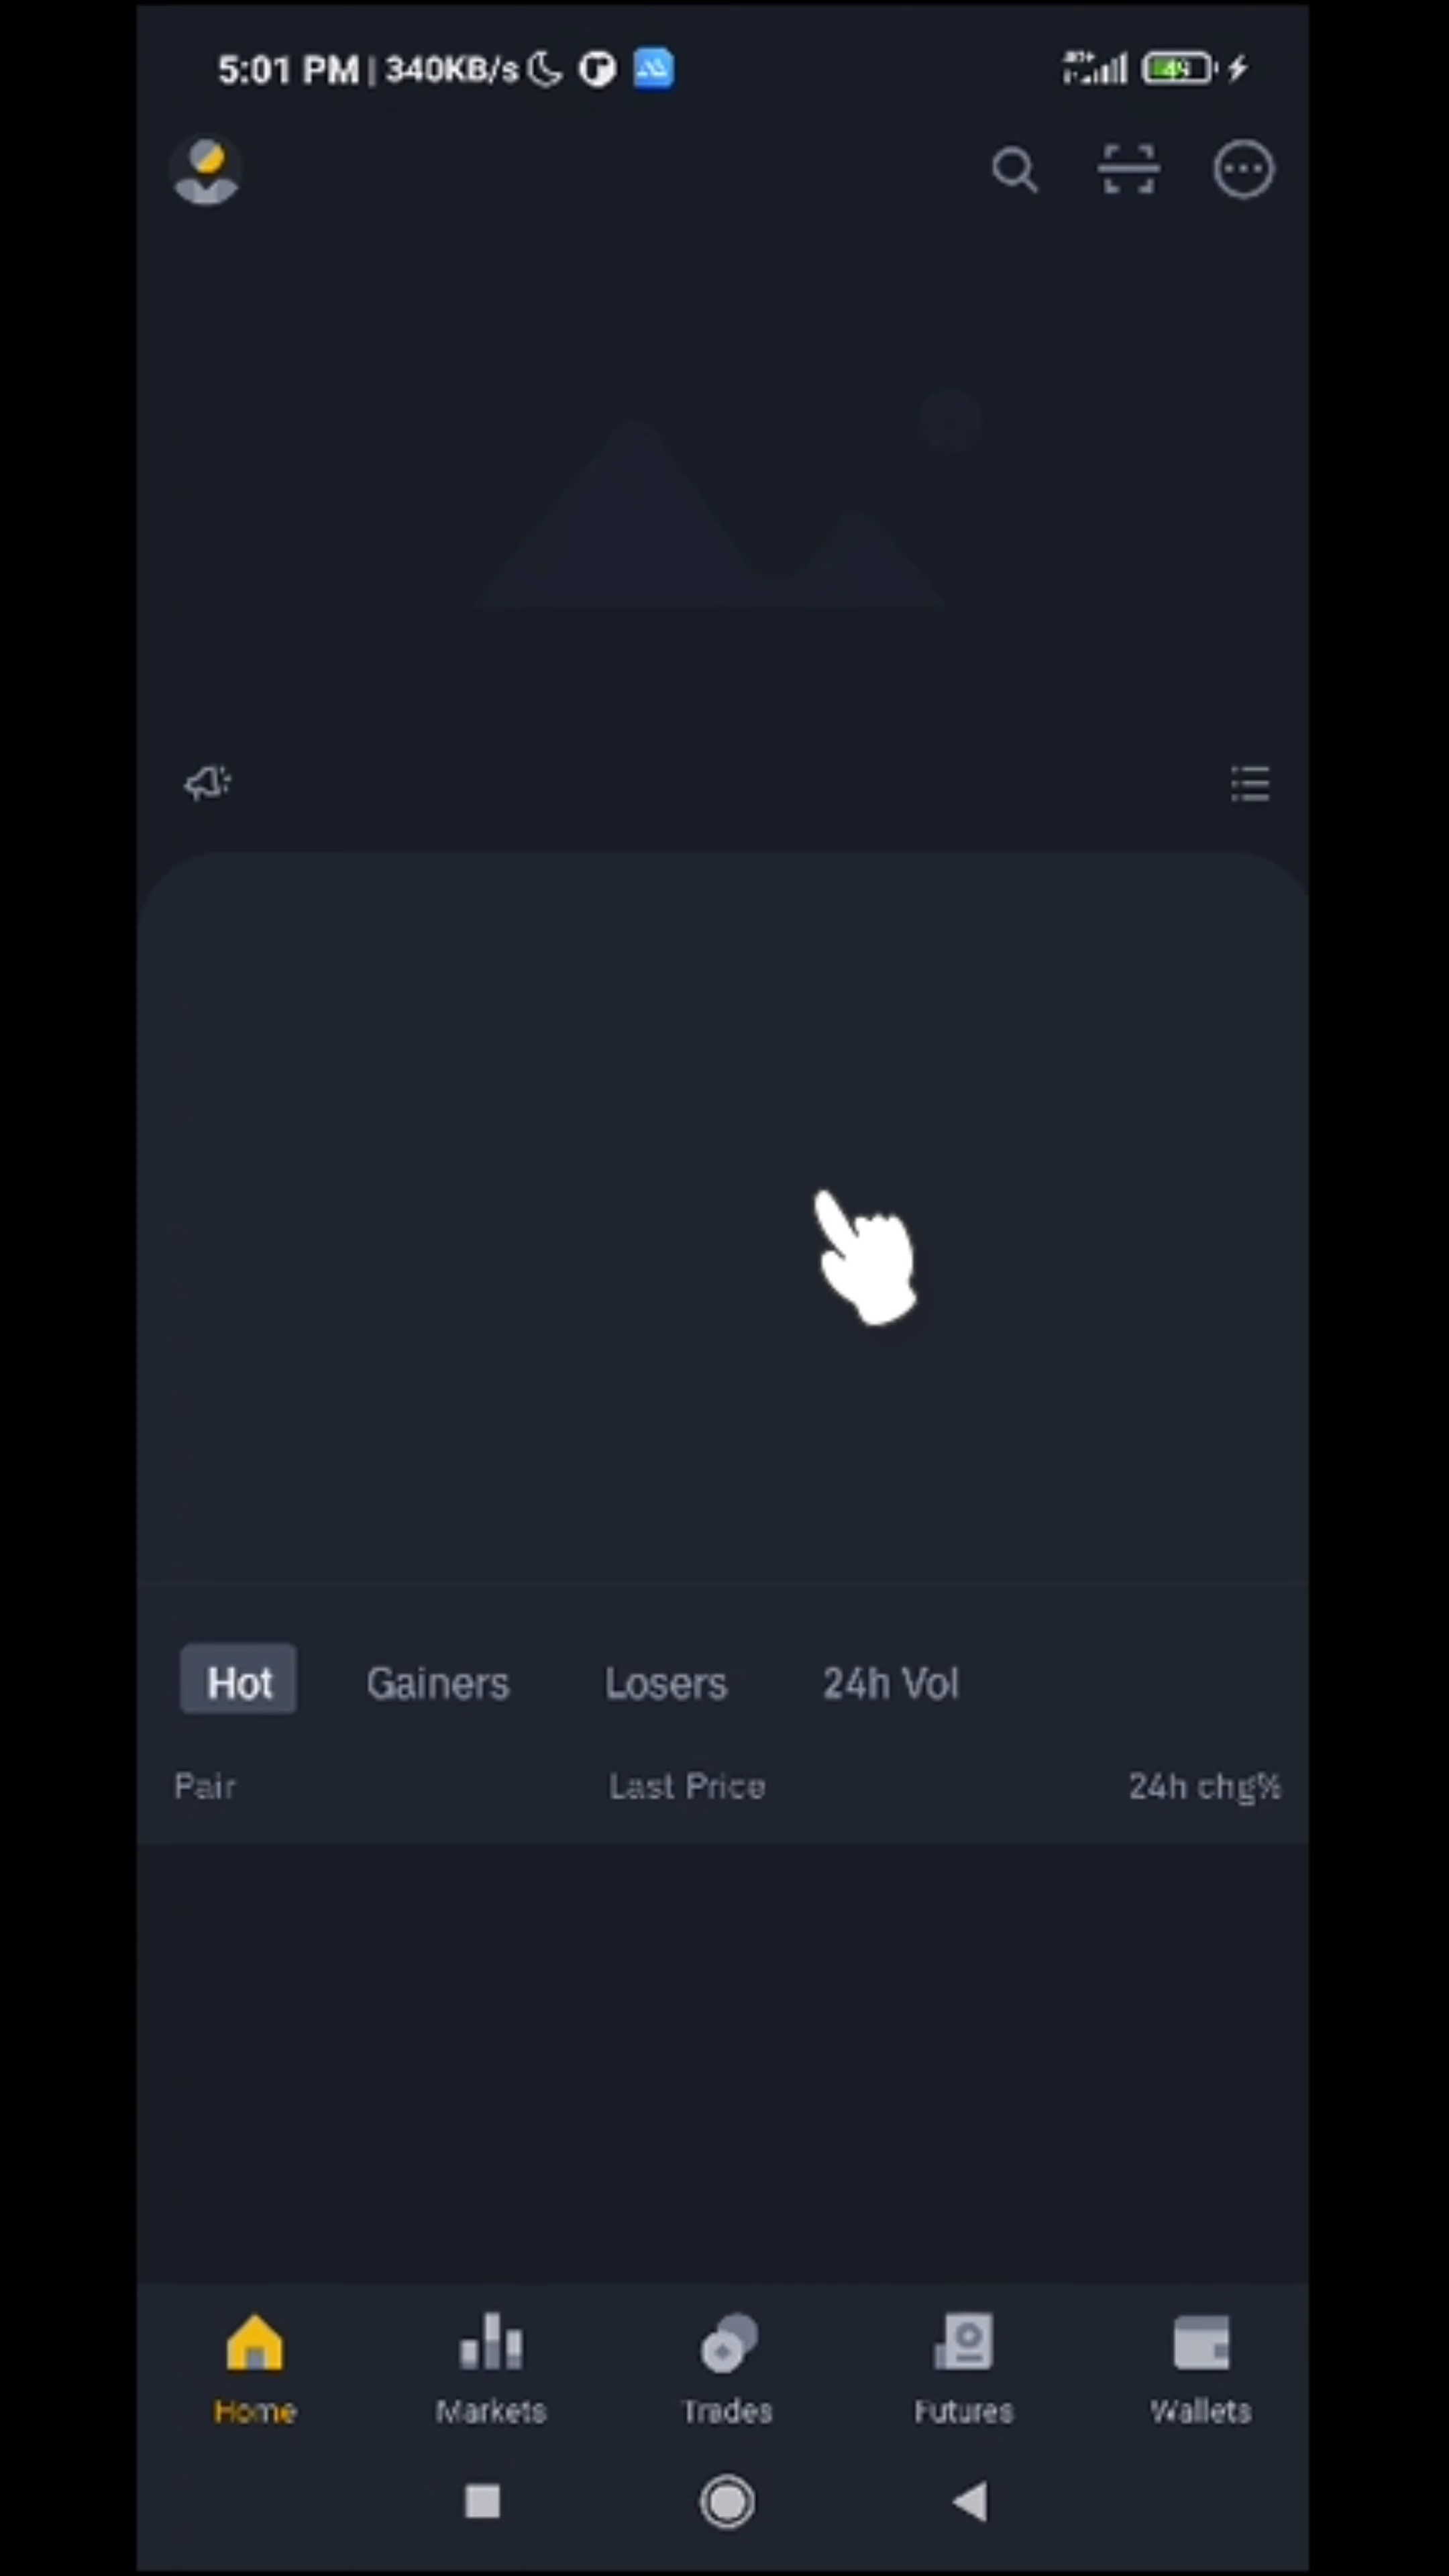 5:01 PM | 340KB/s 49
Hot Gainers Losers 24h Vol
Pair Last Price 24h chg%
Home Markets Trades Futures Wallets